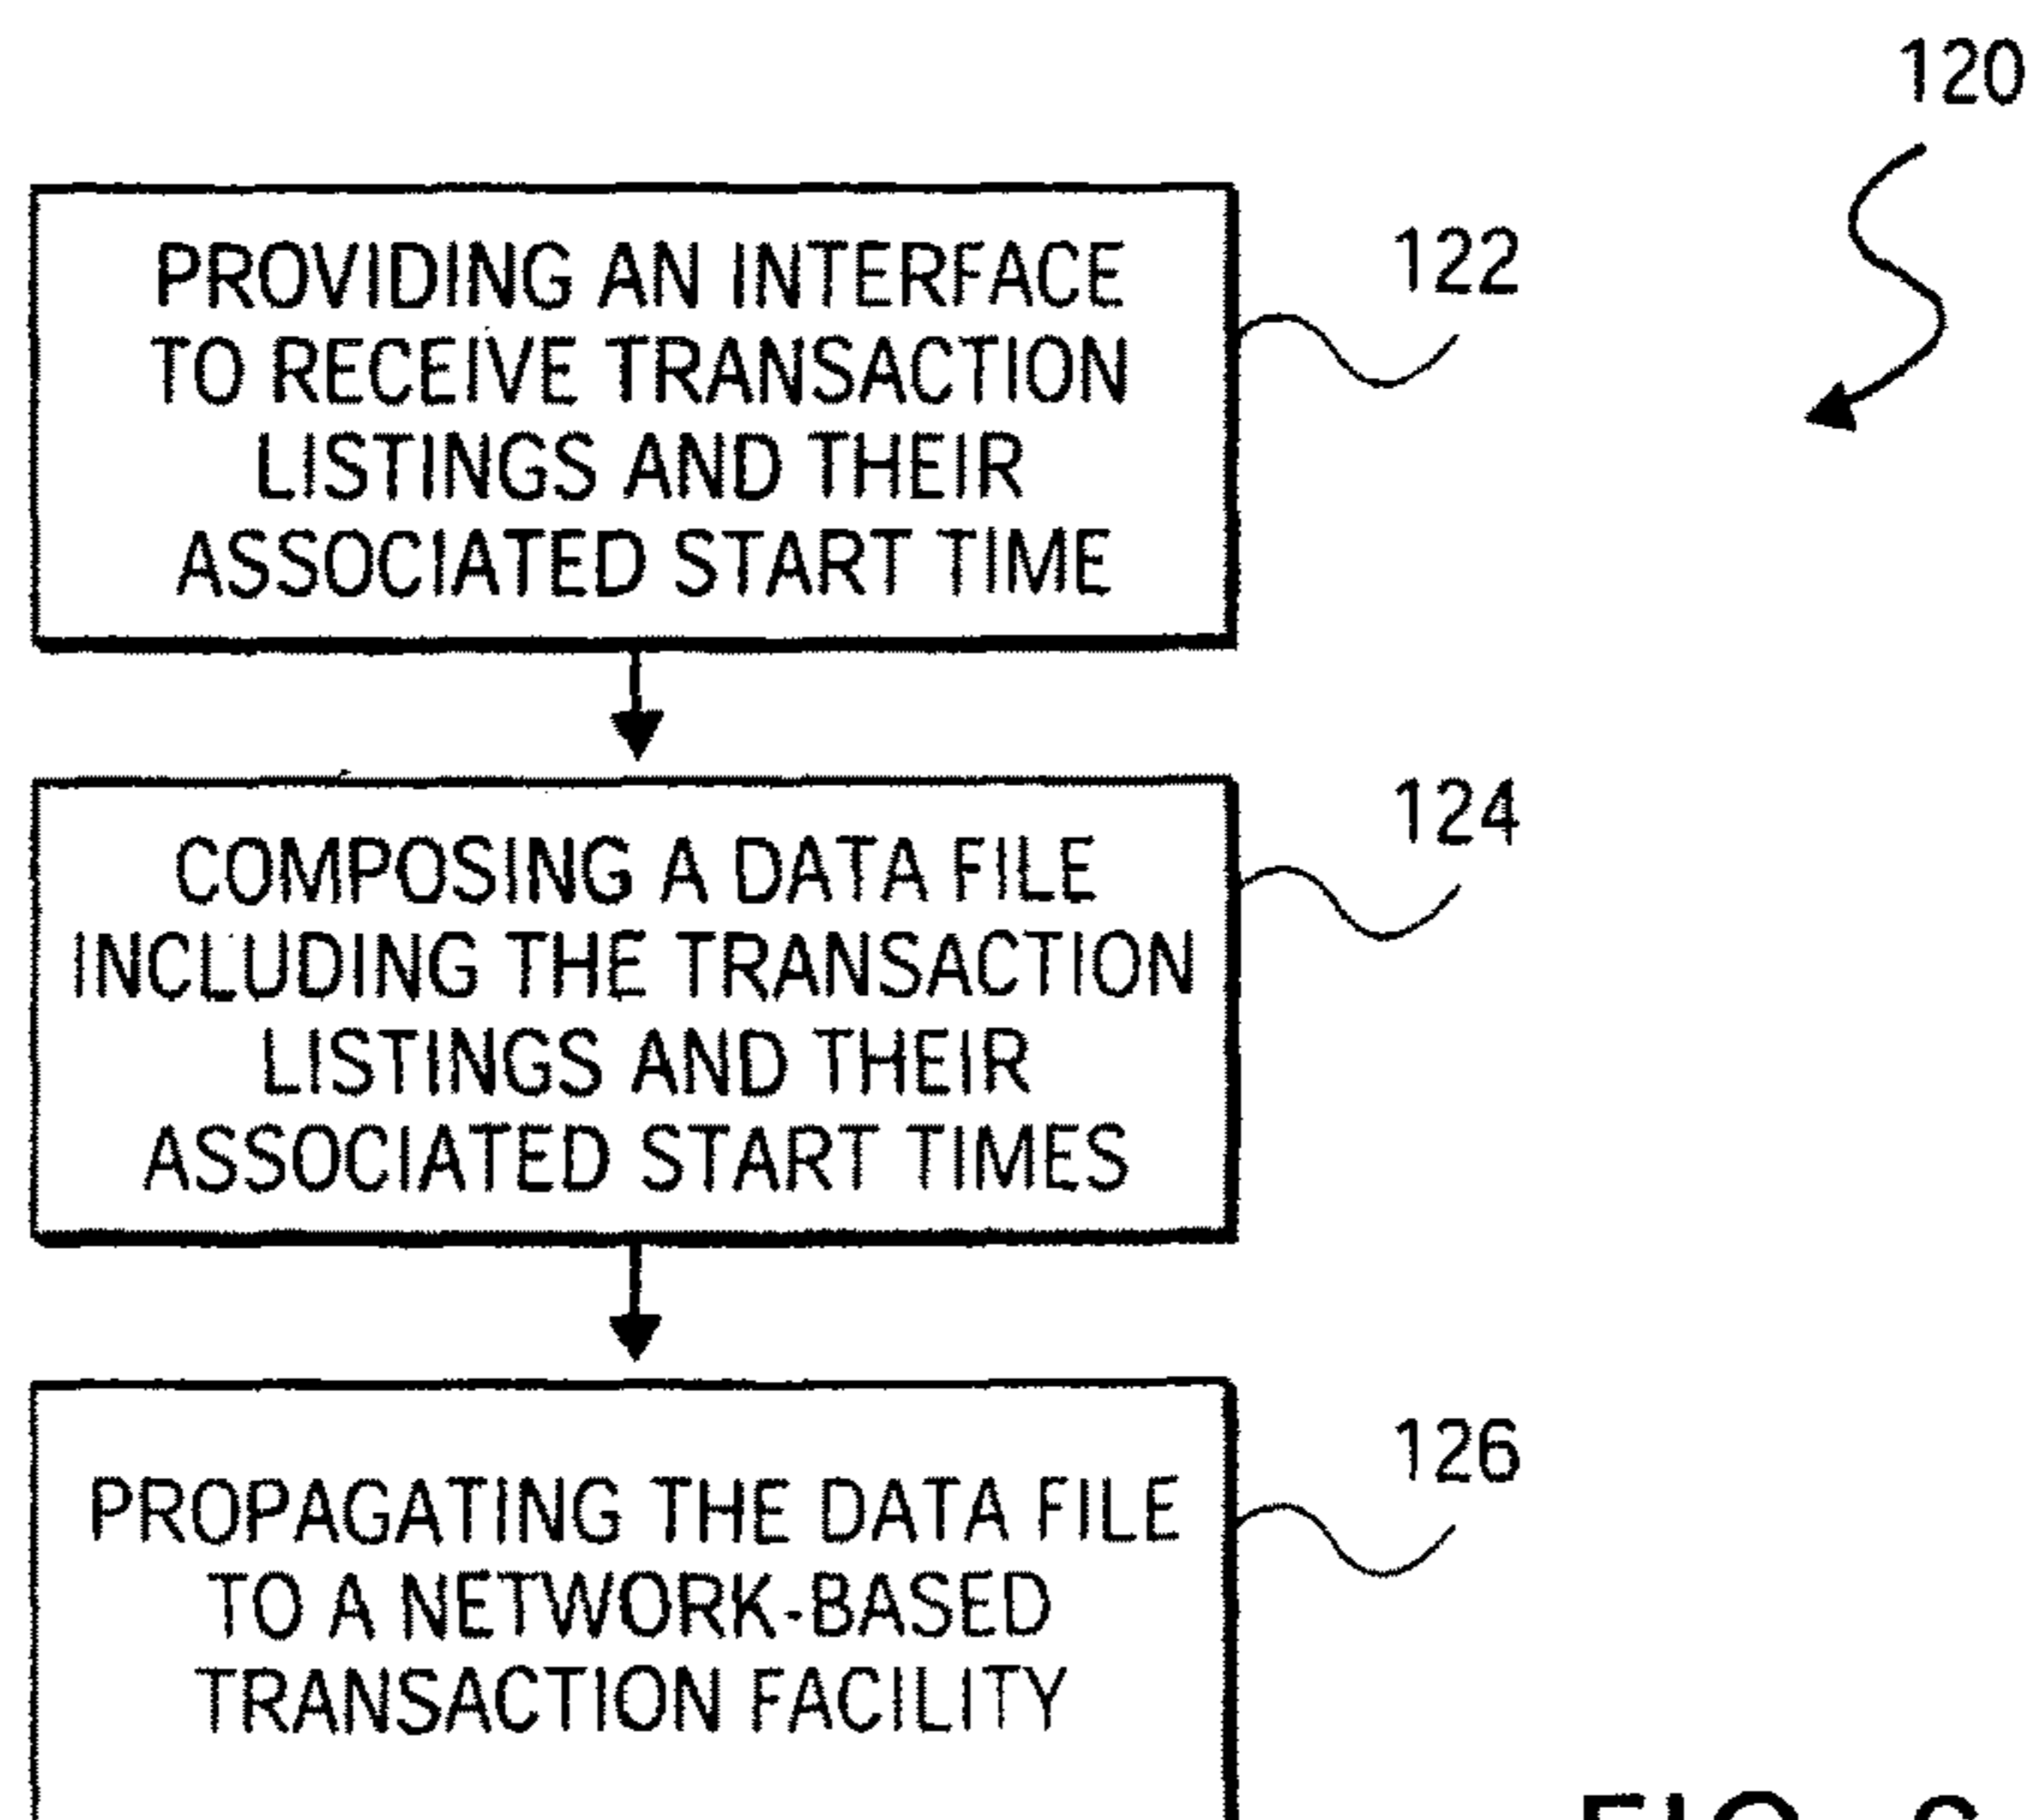 120
PROVIDING AN INTERFACE
TO RECEIVE TRANSACTION
LISTINGS AND THEIR
ASSOCIATED START TIME
122
COMPOSING A DATA FILE
INCLUDING THE TRANSACTION
LISTINGS AND THEIR
ASSOCIATED START TIMES
124
PROPAGATING THE DATA FILE
TO A NETWORK-BASED
TRANSACTION FACILITY
126